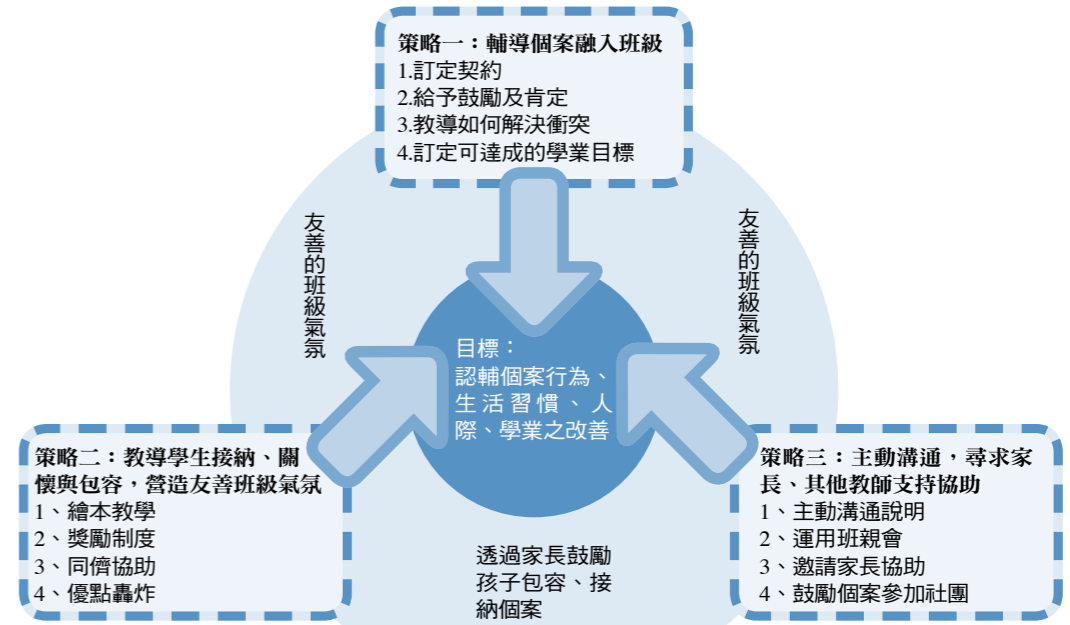 策略一：輔導個案融入班級
1.訂定契約
2.給予鼓勵及肯定
3.教導如何解決衝突
4.訂定可達成的學業目標
友善的班級氣氛
友善的班級氣氛
目標：
認輔個案行為、
生活習慣、人
際、學業之改善
策略二：教導學生接納、關
懷與包容，營造友善班級氣氛
1、繪本教學
2、獎勵制度
3、同儕協助
4、優點轟炸
策略三：主動溝通，尋求家
長、其他教師支持協助
1、主動溝通說明
2、運用班親會
3、邀請家長協助
4、鼓勵個案參加社團
透過家長鼓勵
孩子包容、接
納個案